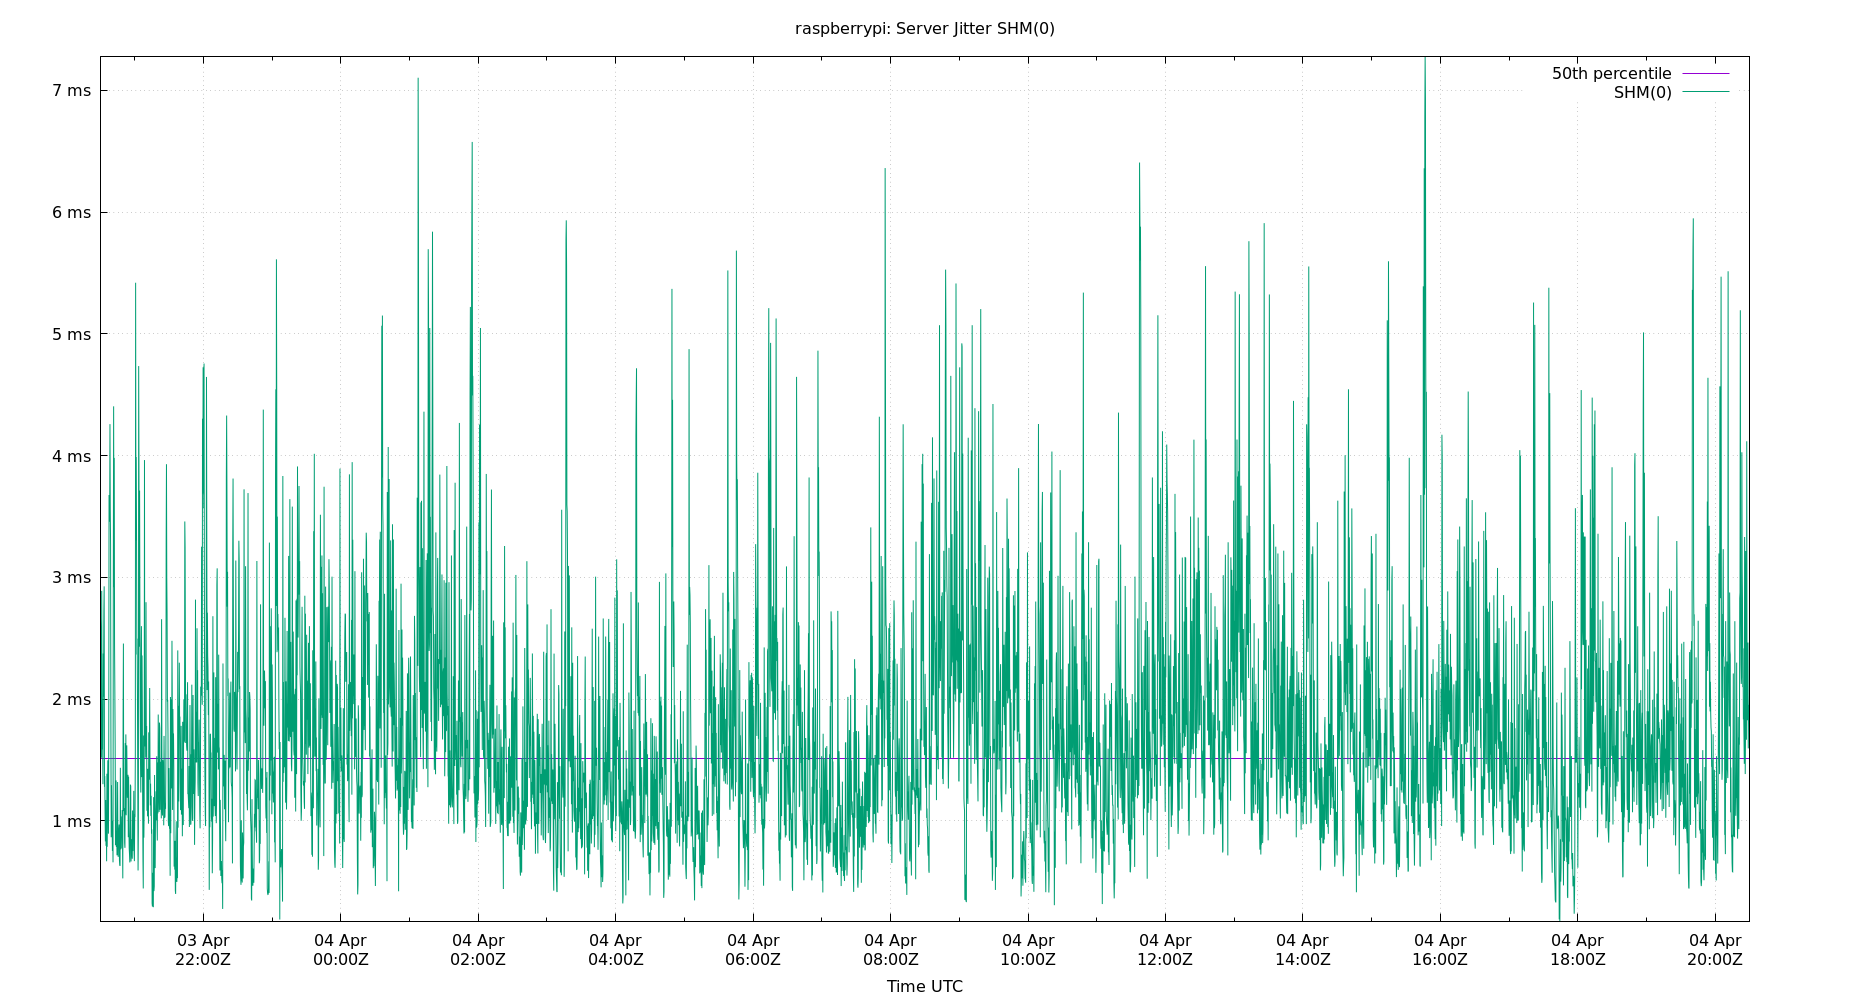 raspberrypi: Server Jitter SHM(0)
50th percentile
SHM(0)
7 ms
6 ms
5 ms
4 ms
3 ms
2 ms
1 ms
03 Apr 04 Apr 04 Apr 04 Apr 04 Apr 04 Apr 04 Apr 04 Apr 04 Apr 04 Apr 04 Apr 04 Apr
22:00Z 00:00Z 02:00Z 04:00Z 06:00Z 08:00Z 10:00Z 12:00Z 14:00Z 16:00Z 18:00Z 20:00Z
Time UTC